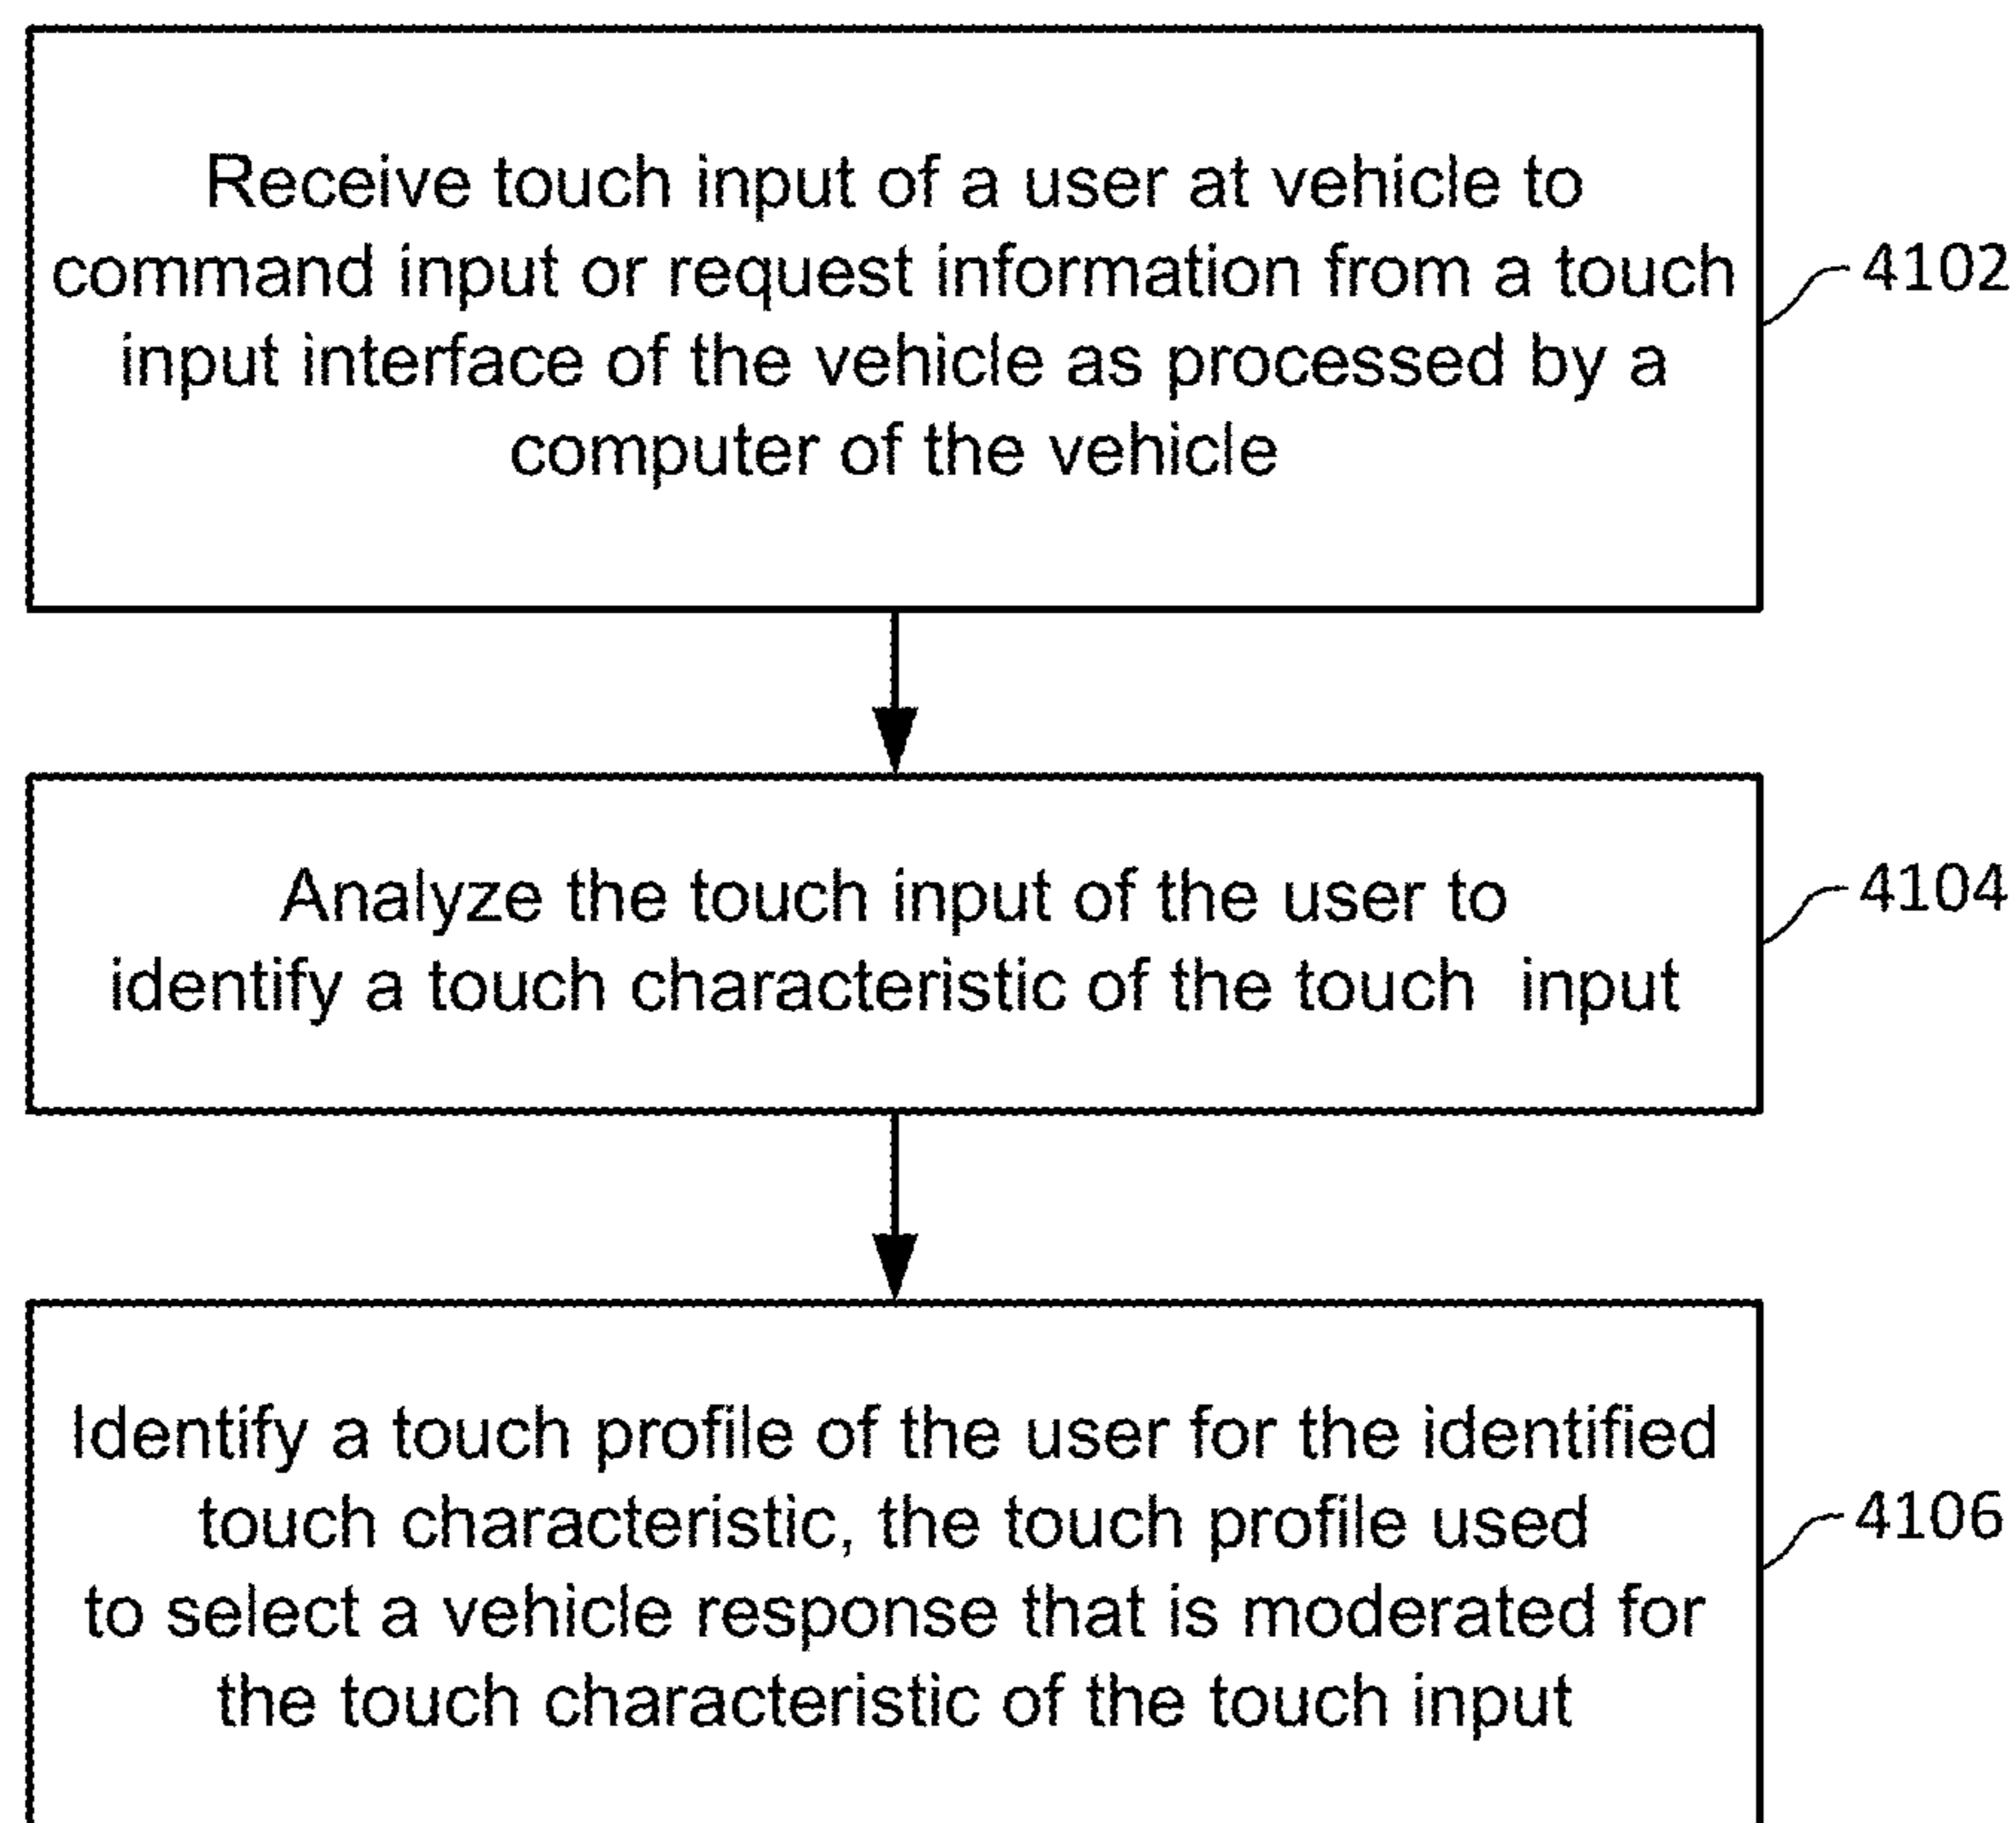 Receive touch input of a user at vehicle to
command input or request information from a touch
input interface of the vehicle as processed by a
computer of the vehicle
4102
Analyze the touch input of the user to
identify a touch characteristic of the touch input
4104
Identify a touch profile of the user for the identified
touch characteristic, the touch profile used
to select a vehicle response that is moderated for
the touch characteristic of the touch input
4106